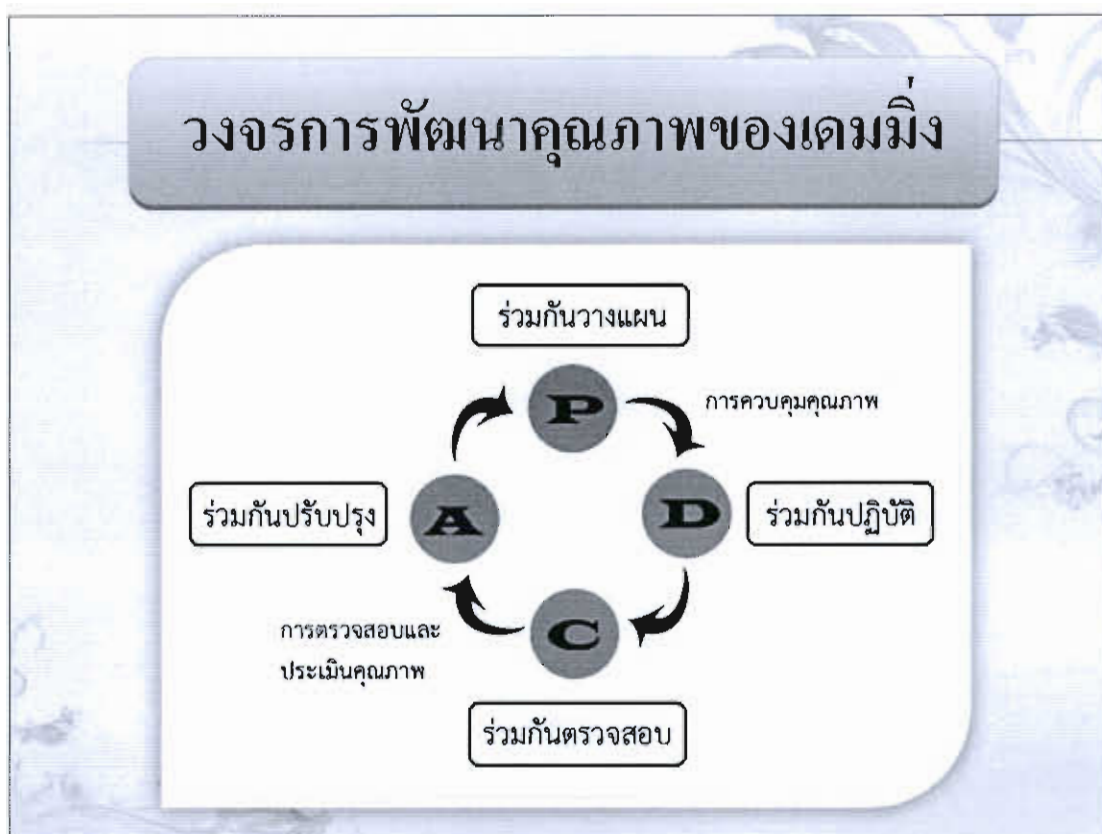 วงจรการพัฒนาคุณภาพของเดมมิ่ง
ร่วมกันวางแผน
P
การควบคุมคุณภาพ
A
D
ร่วมกันปรับปรุง
ร่วมกันปฏิบัติ
C
การตรวจสอบและ
ประเมินคุณภาพ
ร่วมกันตรวจสอบ